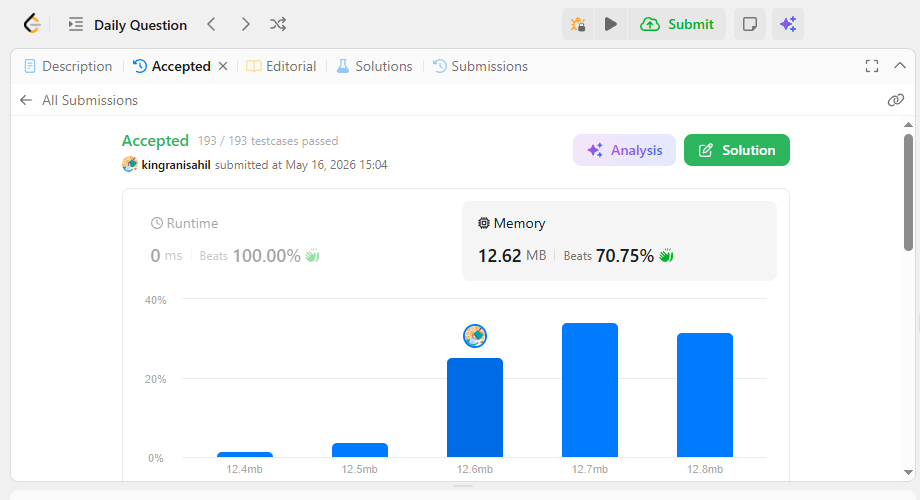 Daily Question
Submit
Description
Accepted
Editorial
Solutions
Submissions
All Submissions
Accepted 193 / 193 testcases passed
kingranisahil submitted at May 16, 2026 15:04
Analysis
Solution
Runtime
0 ms Beats 100.00%
Memory
12.62 MB Beats 70.75%
40%
20%
0%
12.4mb 12.5mb 12.6mb 12.7mb 12.8mb